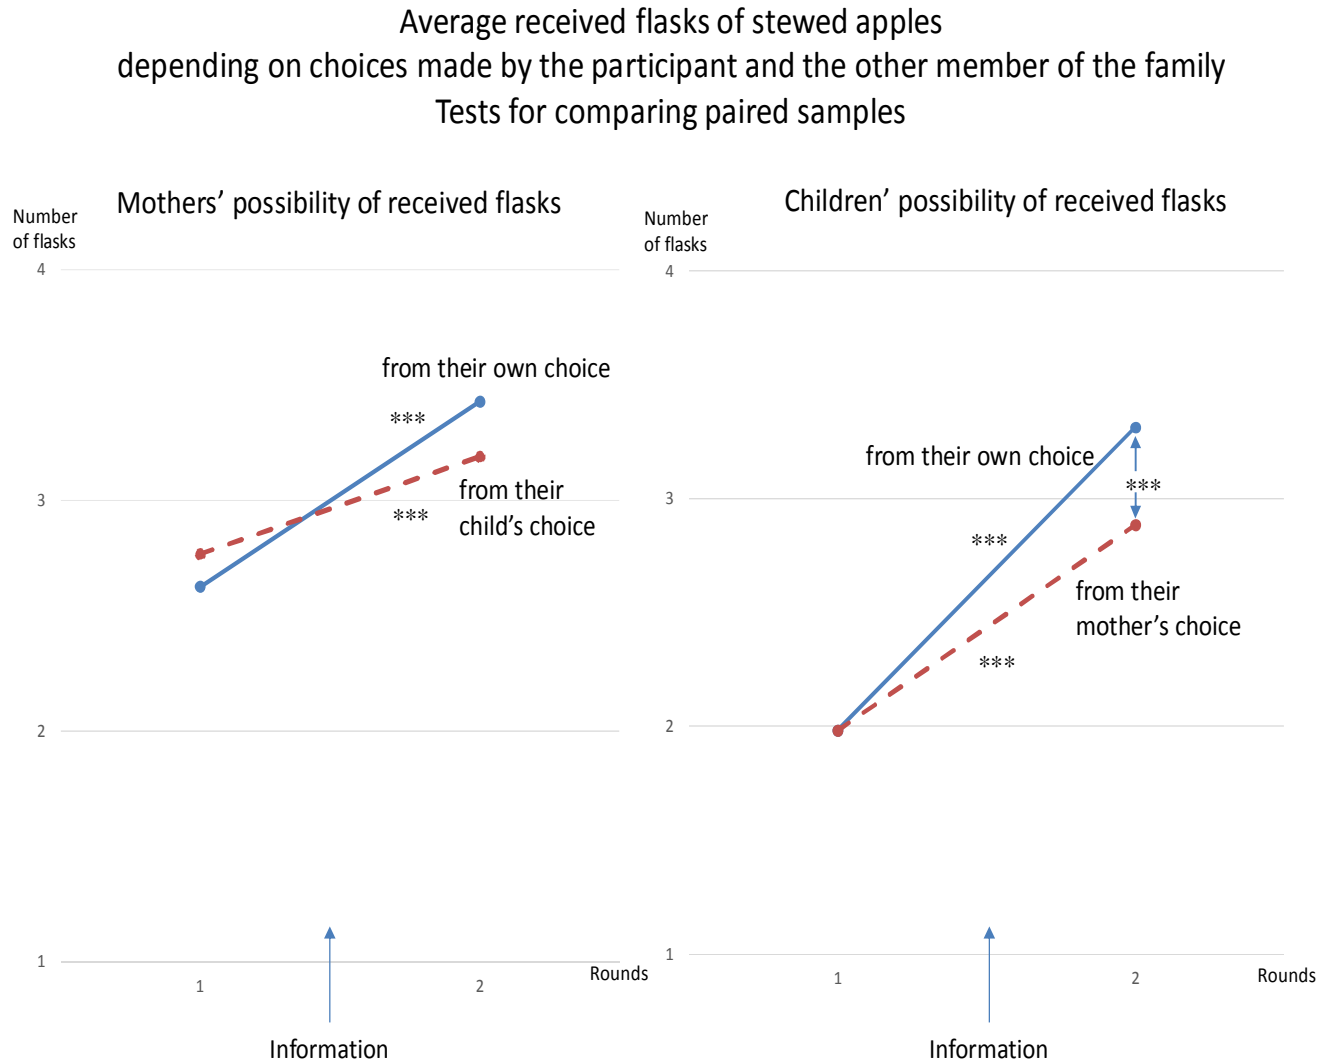 Average received flasks of stewed apples
depending on choices made by the participant and the other member of the family
Tests for comparing paired samples
Mothers’ possibility of received flasks
Number
of flasks
4
3
2
1
from their own choice
***
from their
child’s choice
***
1
2
Rounds
Information
Children’ possibility of received flasks
Number
of flasks
4
3
2
1
from their own choice
***
***
from their
mother’s choice
***
1
2
Rounds
Information